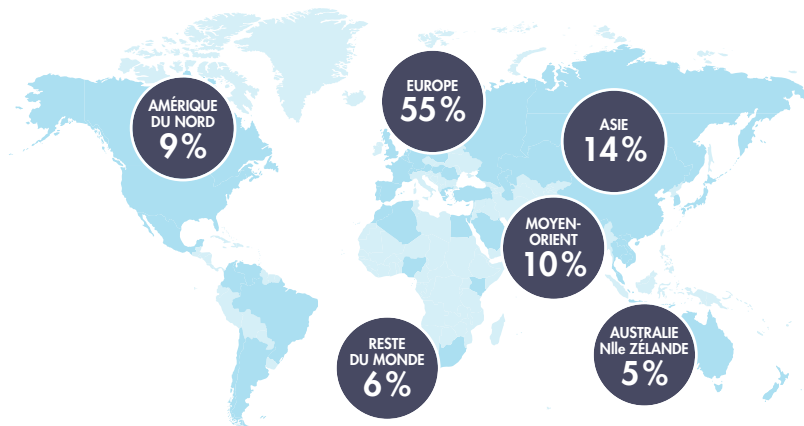 AMÉRIQUE
DU NORD
9 %
EUROPE
55 %
ASIE
14 %
MOYEN-
ORIENT
10 %
RESTE
DU MONDE
6 %
AUSTRALIE
Nlle ZÉLANDE
5 %